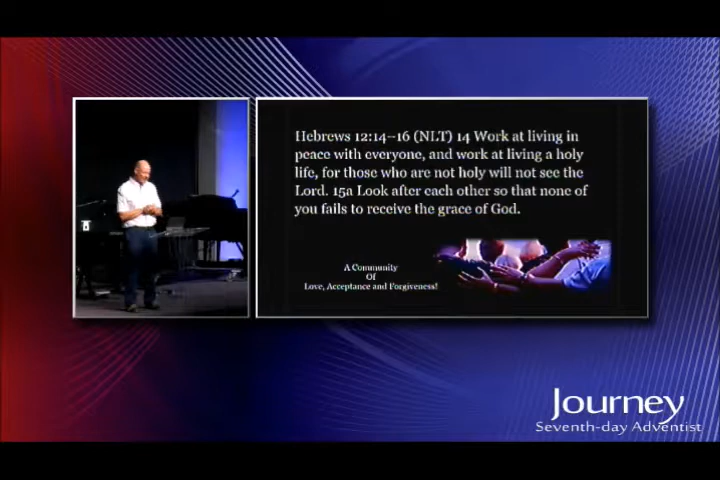 Hebrews 12:14--16 (NLT) 14 Work at living in
peace with everyone, and work at living a holy
life, for those who are not holy will not see the
Lord. 15a Look after each other so that none of
you fails to receive the grace of God.
A Community
Of
Love, Acceptance and Forgiveness!
Journey
Seventh-day Adventist